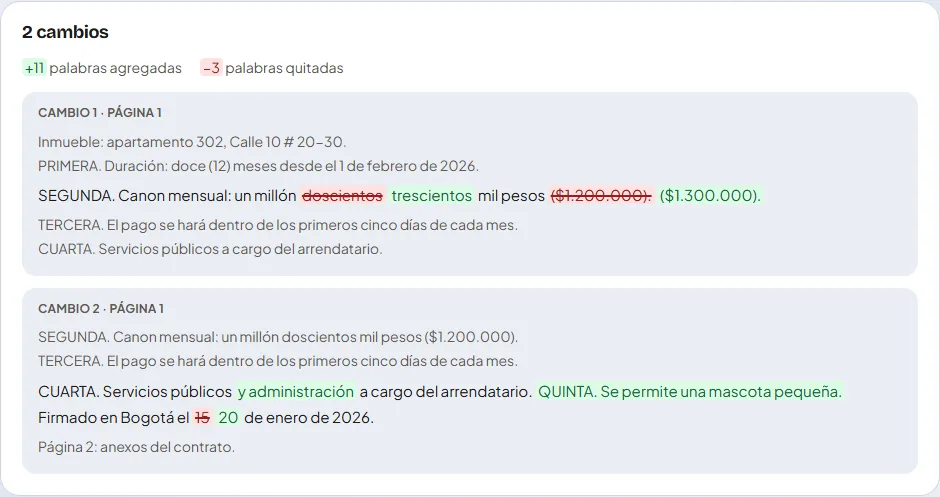 2 cambios
+11 palabras agregadas −3 palabras quitadas
CAMBIO 1 · PÁGINA 1
Inmueble: apartamento 302, Calle 10 # 20-30.
PRIMERA. Duración: doce (12) meses desde el 1 de febrero de 2026.
SEGUNDA. Canon mensual: un millón doscientos trescientos mil pesos ($1.200.000). ($1.300.000).
TERCERA. El pago se hará dentro de los primeros cinco días de cada mes.
CUARTA. Servicios públicos a cargo del arrendatario.
CAMBIO 2 · PÁGINA 1
SEGUNDA. Canon mensual: un millón doscientos mil pesos ($1.200.000).
TERCERA. El pago se hará dentro de los primeros cinco días de cada mes.
CUARTA. Servicios públicos y administración a cargo del arrendatario. QUINTA. Se permite una mascota pequeña.
Firmado en Bogotá el 15 20 de enero de 2026.
Página 2: anexos del contrato.